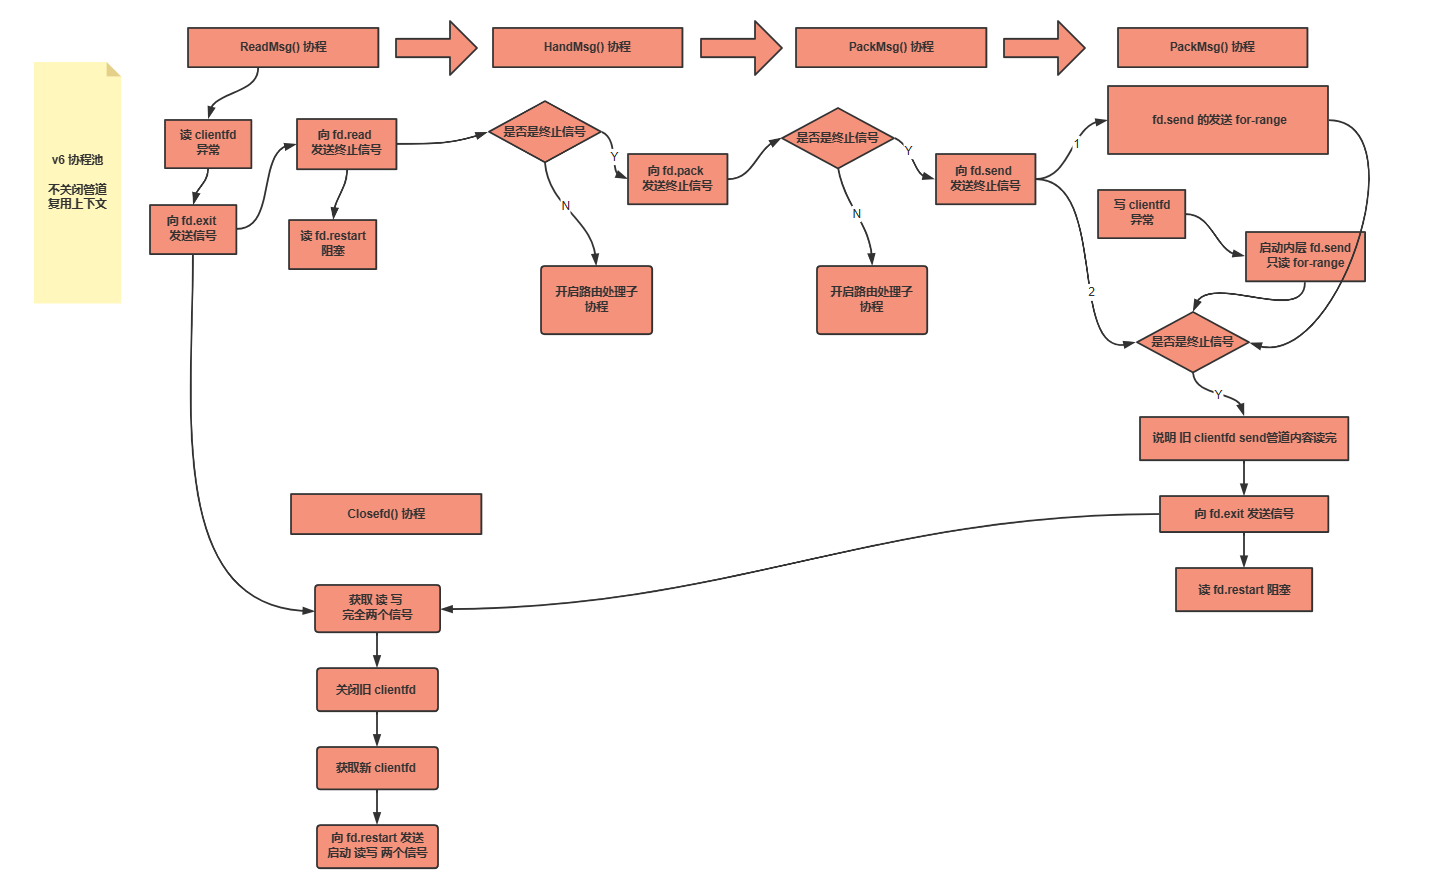 ReadMsg() 协程
HandMsg() 协程
PackMsg() 协程
PackMsg() 协程
v6 协程池
不关闭管道
复用上下文
读 clientfd
异常
向 fd.exit
发送信号
向 fd.read
发送终止信号
读 fd.restart
阻塞
是否是终止信号
Y
N
向 fd.pack
发送终止信号
开启路由处理子
协程
是否是终止信号
Y
N
向 fd.send
发送终止信号
开启路由处理子
协程
1
2
fd.send 的发送 for-range
写 clientfd
异常
启动内层 fd.send
只读 for-range
是否是终止信号
Y
说明 旧 clientfd send管道内容读完
向 fd.exit 发送信号
读 fd.restart 阻塞
Closefd() 协程
获取 读 写
完全两个信号
关闭旧 clientfd
获取新 clientfd
向 fd.restart 发送
启动 读写 两个信号